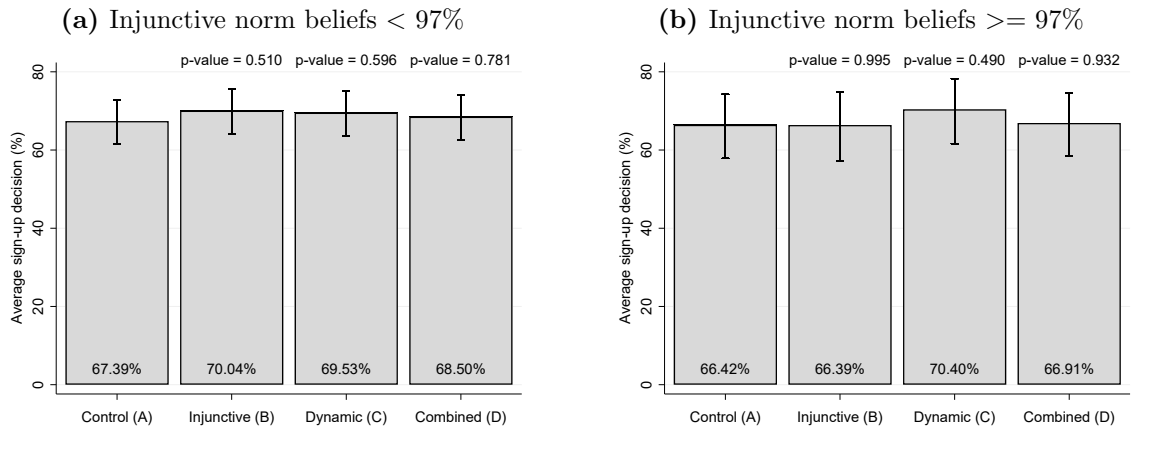 (a) Injunctive norm beliefs < 97%
p-value = 0.510 p-value = 0.596 p-value = 0.781
Average sign-up decision (%)
80
60
40
20
0
67.39% 70.04% 69.53% 68.50%
Control (A) Injunctive (B) Dynamic (C) Combined (D)
(b) Injunctive norm beliefs >= 97%
p-value = 0.995 p-value = 0.490 p-value = 0.932
Average sign-up decision (%)
80
60
40
20
0
66.42% 66.39% 70.40% 66.91%
Control (A) Injunctive (B) Dynamic (C) Combined (D)